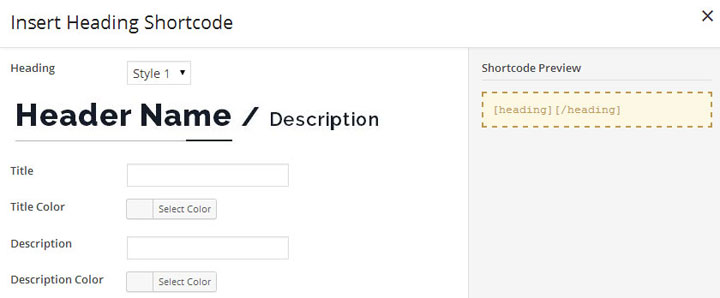 Insert Heading Shortcode
×
Heading
Style 1
Header Name / Description
Title
Title Color
Select Color
Description
Description Color
Select Color
Shortcode Preview
[heading][/heading]